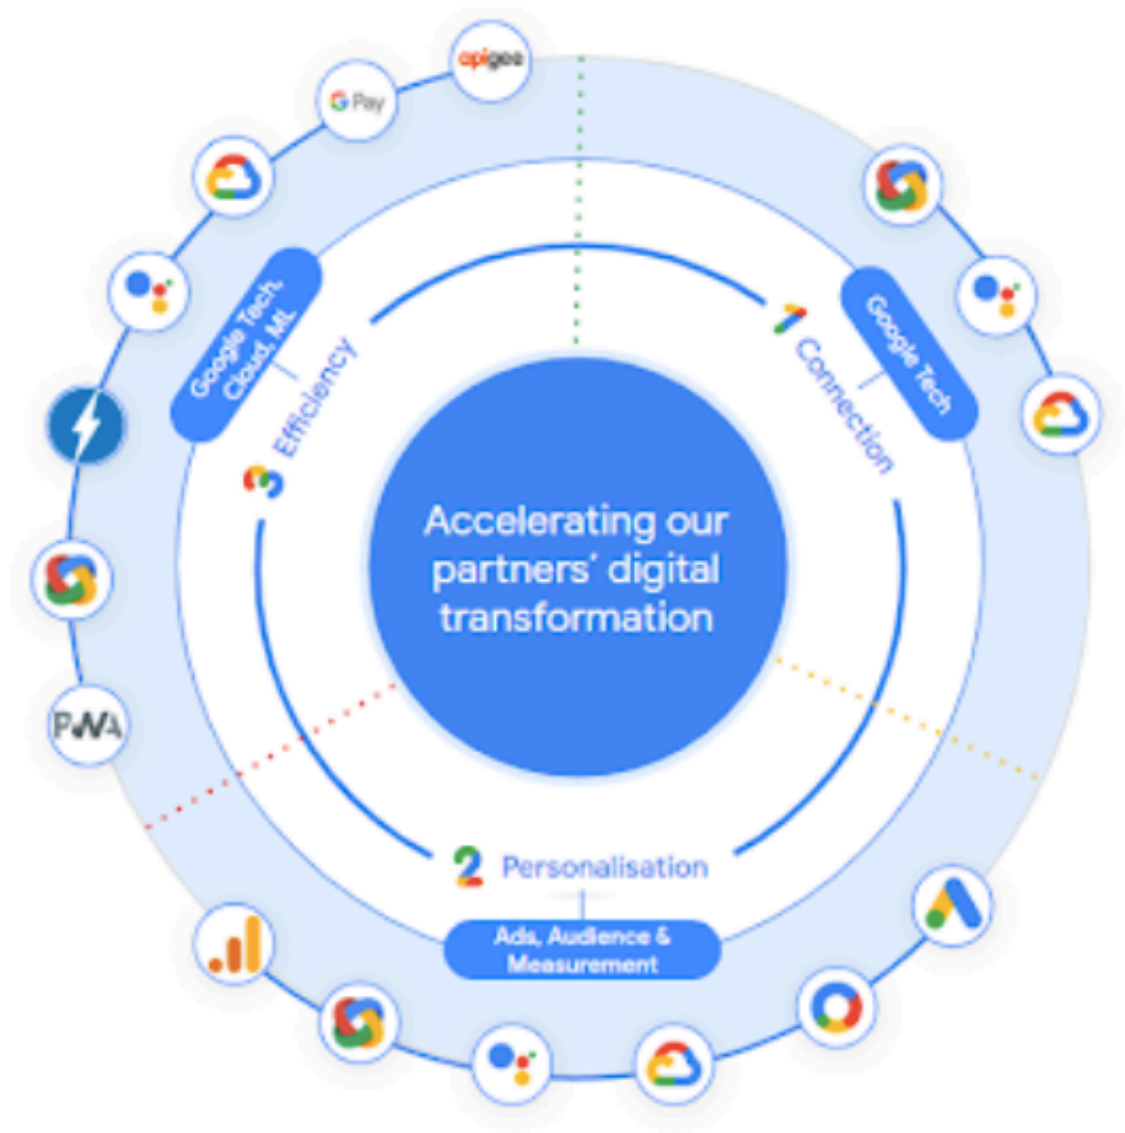 apigee
G Pay
Google Tech,
Cloud, ML
3 Efficiency
1 Connection
Google Tech
Accelerating our
partners' digital
transformation
PWA
2 Personalisation
Ads, Audience &
Measurement